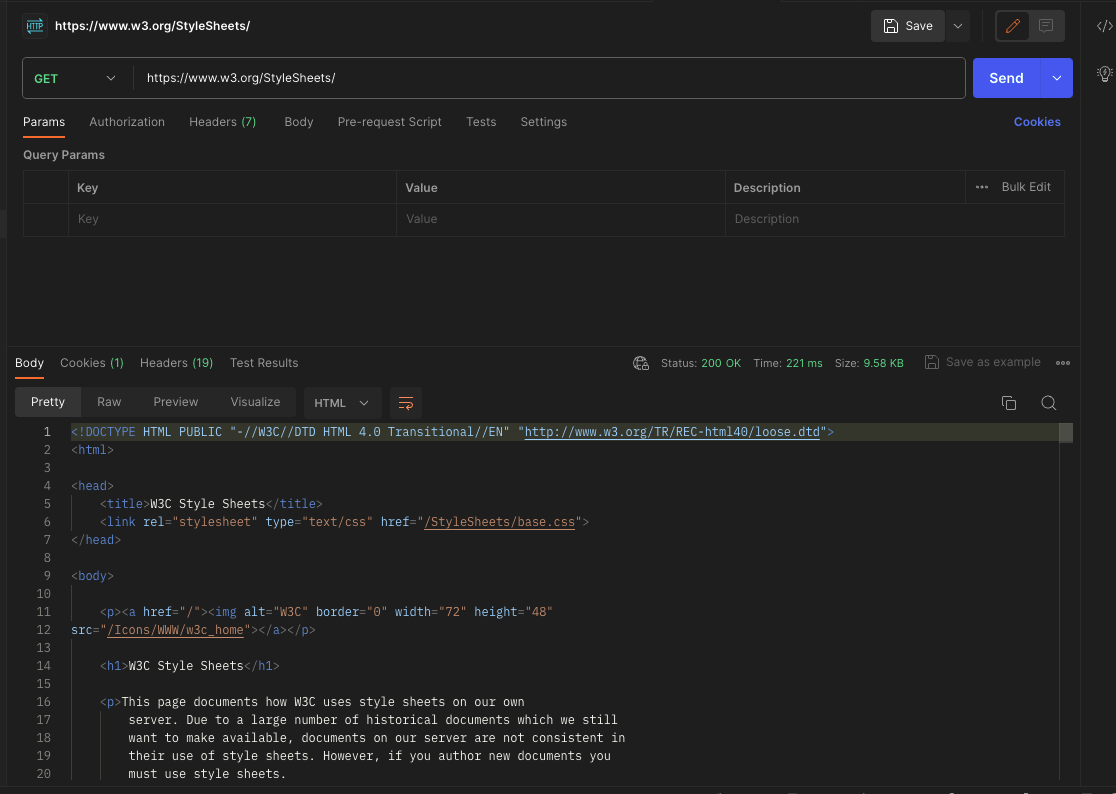 HTTP https://www.w3.org/StyleSheets/ Save
GET https://www.w3.org/StyleSheets/ Send
Params Authorization Headers (7) Body Pre-request Script Tests Settings Cookies
Query Params
Key Value Description ••• Bulk Edit
Key Value Description
Body Cookies (1) Headers (19) Test Results Status: 200 OK Time: 221 ms Size: 9.58 KB Save as example
Pretty Raw Preview Visualize HTML
1 <!DOCTYPE HTML PUBLIC "-//W3C//DTD HTML 4.0 Transitional//EN" "http://www.w3.org/TR/REC-html40/loose.dtd">
2 <html>
3
4 <head>
5 <title>W3C Style Sheets</title>
6 <link rel="stylesheet" type="text/css" href="/StyleSheets/base.css">
7 </head>
8
9 <body>
10
11 <p><a href="/"><img alt="W3C" border="0" width="72" height="48"
12 src="/Icons/WWW/w3c_home"></a></p>
13
14 <h1>W3C Style Sheets</h1>
15
16 <p>This page documents how W3C uses style sheets on our own
17 server. Due to a large number of historical documents which we still
18 want to make available, documents on our server are not consistent in
19 their use of style sheets. However, if you author new documents you
20 must use style sheets.